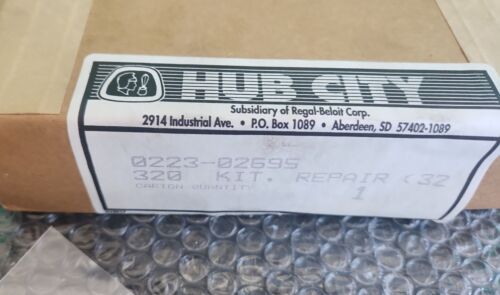 HUB CITY
Subsidiary of Regal-Beloit Corp.
2914 Industrial Ave. • P.O. Box 1089 • Aberdeen, SD 57402-1089
0223-02695
320 KIT. REPAIR (32
CARTON QUANTITY 1